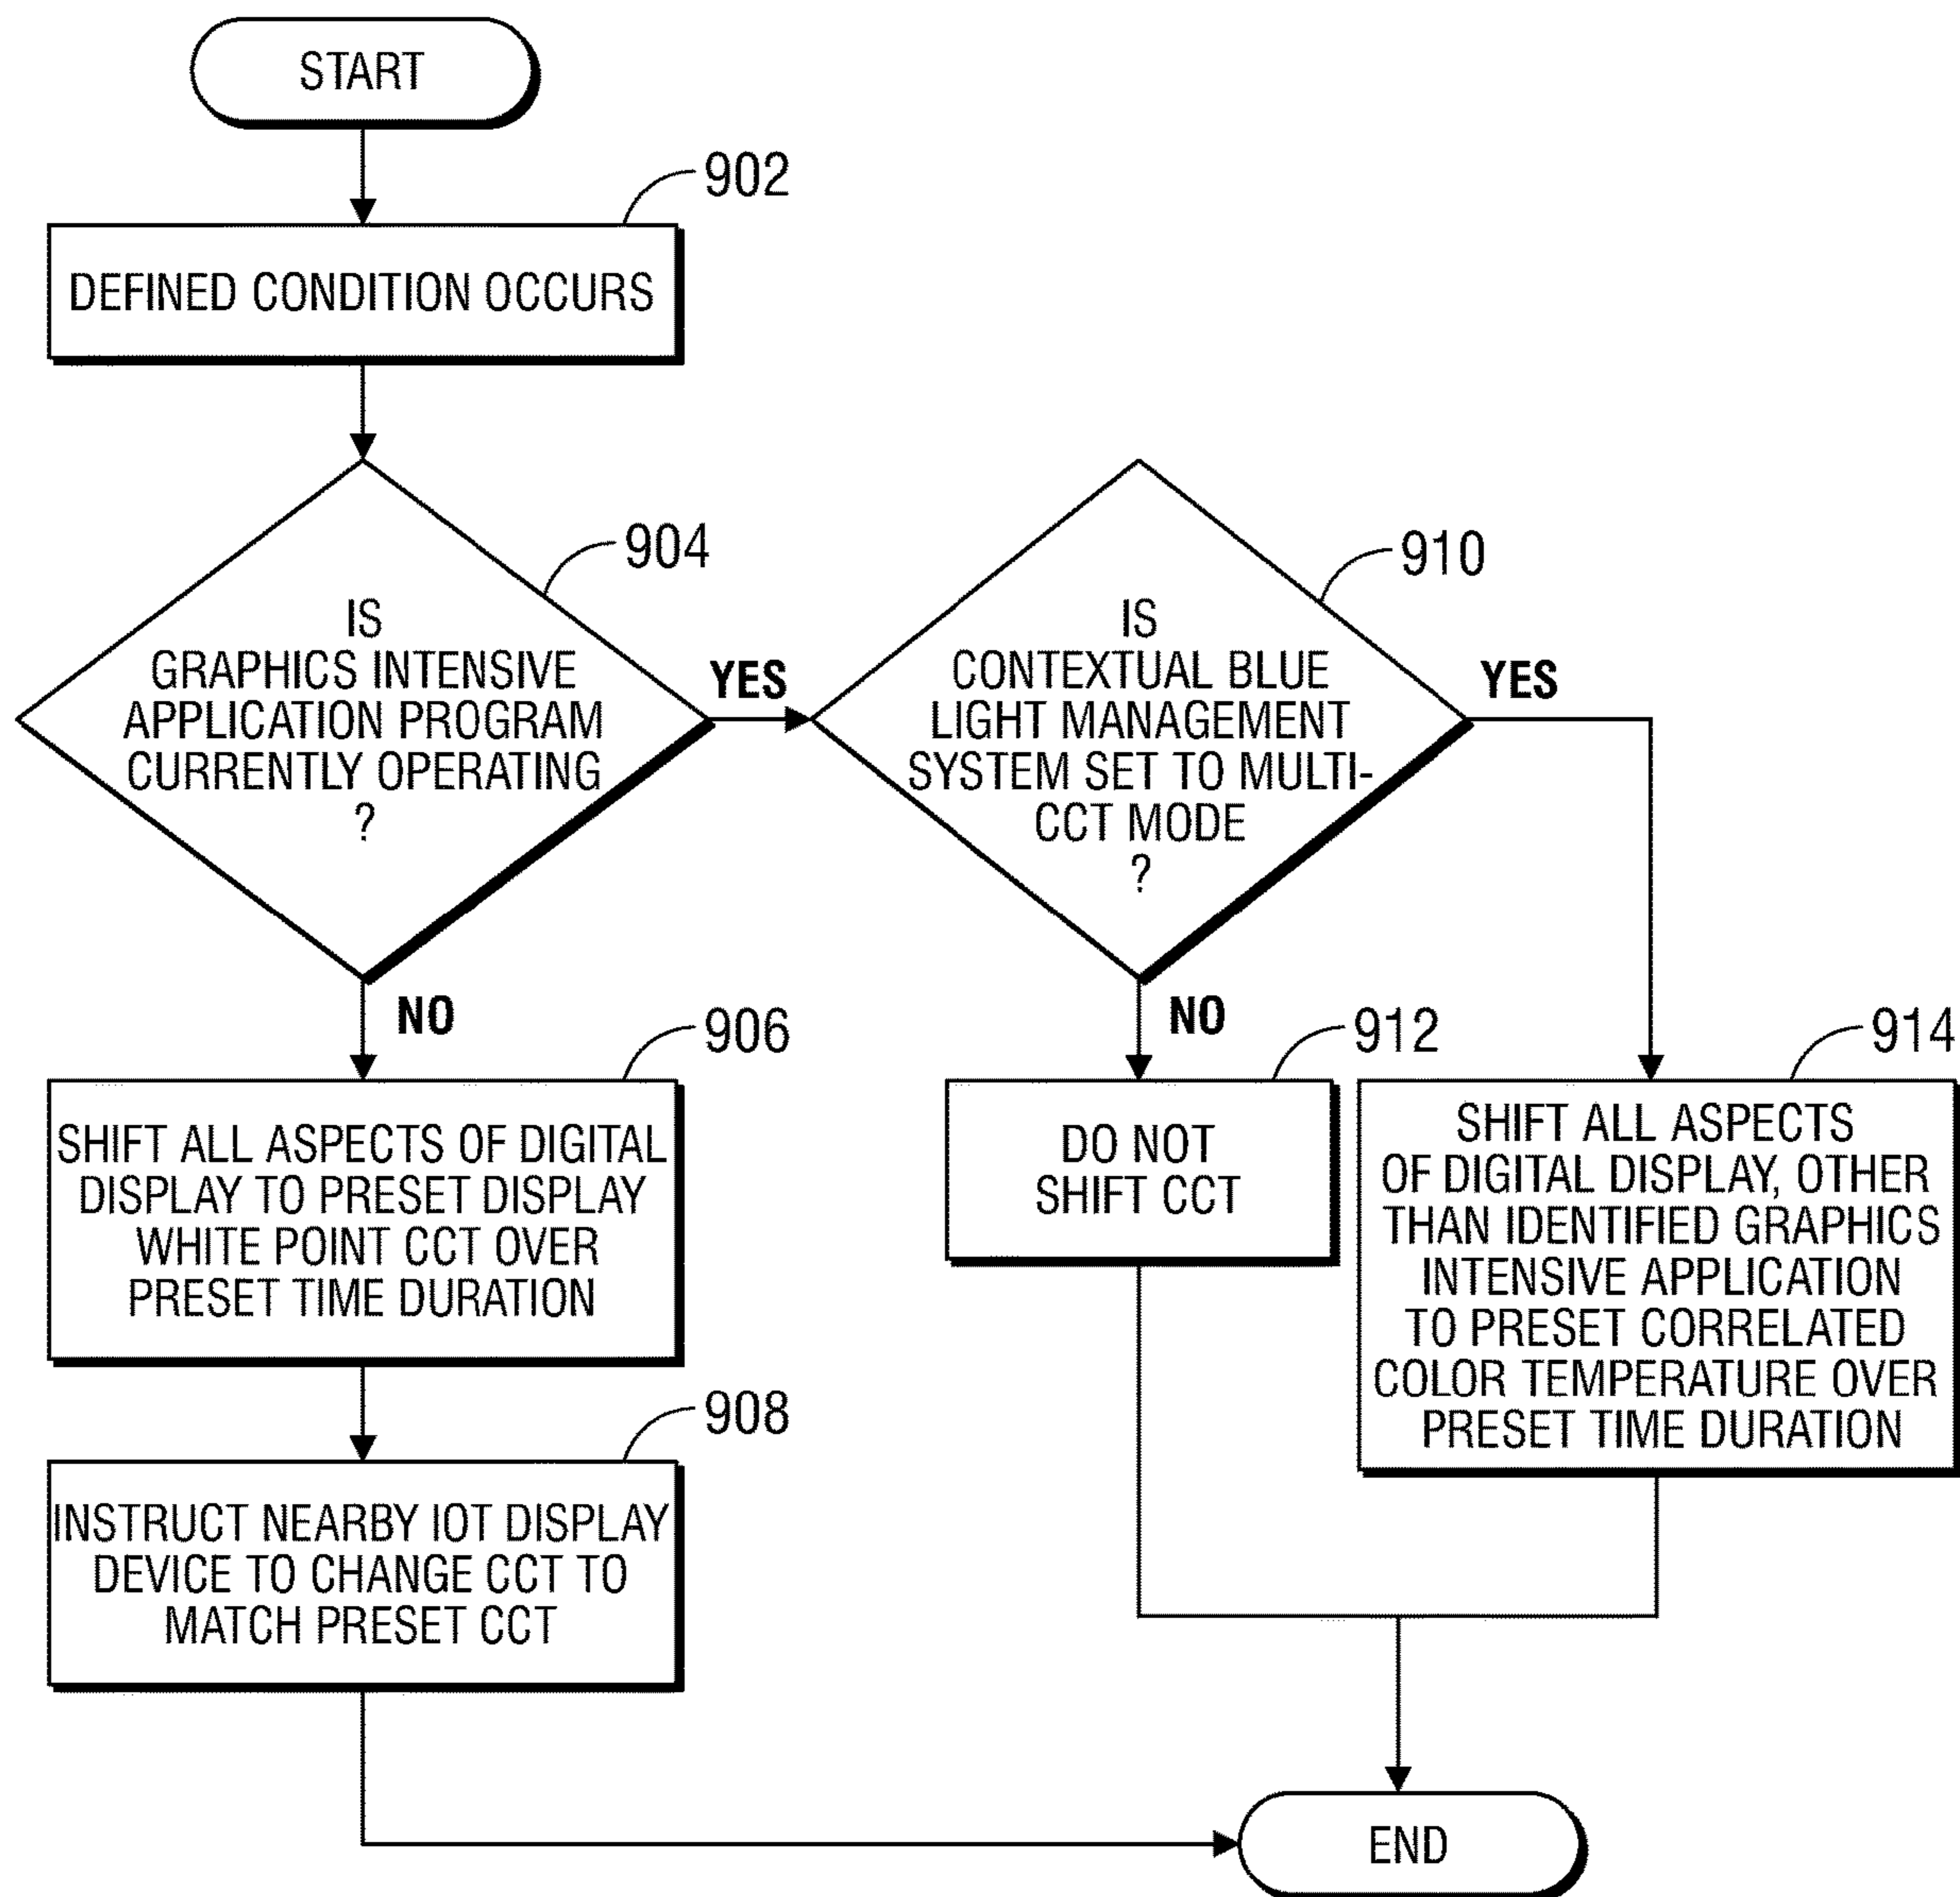 START
902
DEFINED CONDITION OCCURS
904
IS
GRAPHICS INTENSIVE
APPLICATION PROGRAM
CURRENTLY OPERATING
?
YES
910
IS
CONTEXTUAL BLUE
LIGHT MANAGEMENT
SYSTEM SET TO MULTI-
CCT MODE
?
YES
NO
906
SHIFT ALL ASPECTS OF DIGITAL
DISPLAY TO PRESET DISPLAY
WHITE POINT CCT OVER
PRESET TIME DURATION
NO
912
DO NOT
SHIFT CCT
914
SHIFT ALL ASPECTS
OF DIGITAL DISPLAY, OTHER
THAN IDENTIFIED GRAPHICS
INTENSIVE APPLICATION
TO PRESET CORRELATED
COLOR TEMPERATURE OVER
PRESET TIME DURATION
908
INSTRUCT NEARBY IOT DISPLAY
DEVICE TO CHANGE CCT TO
MATCH PRESET CCT
END